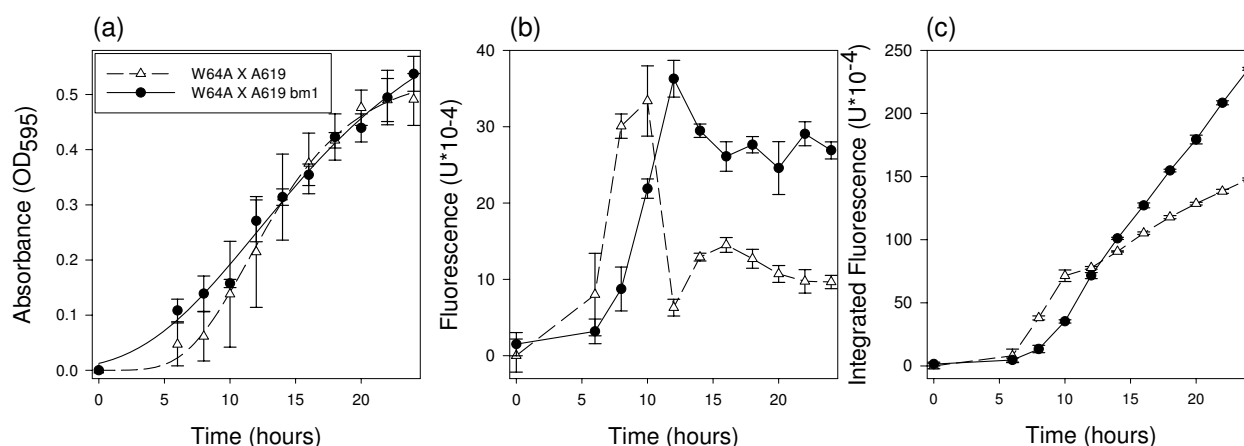 (a)
W64A X A619
W64A X A619 bm1
Absorbance (OD595)
0.5
0.4
0.3
0.2
0.1
0.0
0 5 10 15 20
Time (hours)
(b)
Fluorescence (U*10-4)
40
30
20
10
0
0 5 10 15 20
Time (hours)
(c)
Integrated Fluorescence (U*10-4)
250
200
150
100
50
0
0 5 10 15 20
Time (hours)